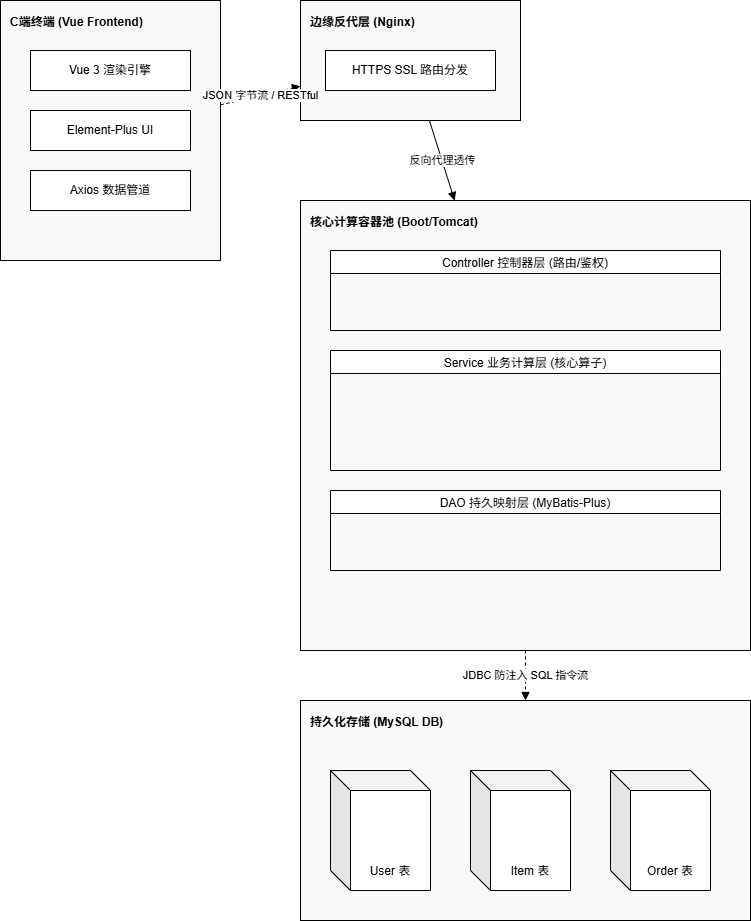 C端终端 (Vue Frontend)
Vue 3 渲染引擎
Element-Plus UI
Axios 数据管道
JSON 字节流 / RESTful
边缘反代层 (Nginx)
HTTPS SSL 路由分发
反向代理透传
核心计算容器池 (Boot/Tomcat)
Controller 控制器层 (路由/鉴权)
Service 业务计算层 (核心算子)
DAO 持久映射层 (MyBatis-Plus)
JDBC 防注入 SQL 指令流
持久化存储 (MySQL DB)
User 表
Item 表
Order 表